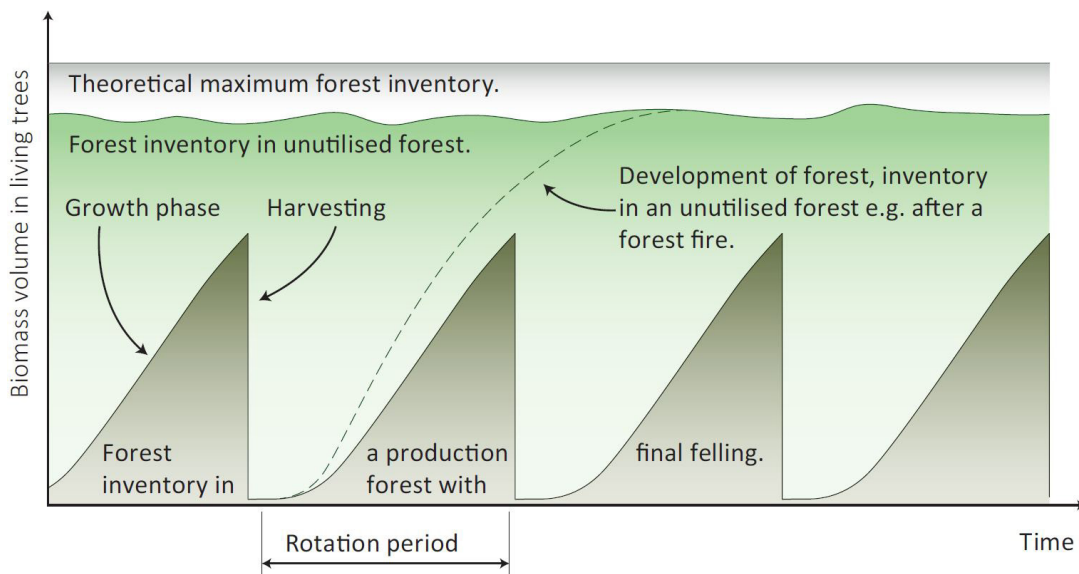 Biomass volume in living trees
Theoretical maximum forest inventory.
Forest inventory in unutilised forest.
Growth phase
Harvesting
Development of forest, inventory
in an unutilised forest e.g. after a
forest fire.
Forest
inventory in
a production
forest with
final felling.
Rotation period
Time